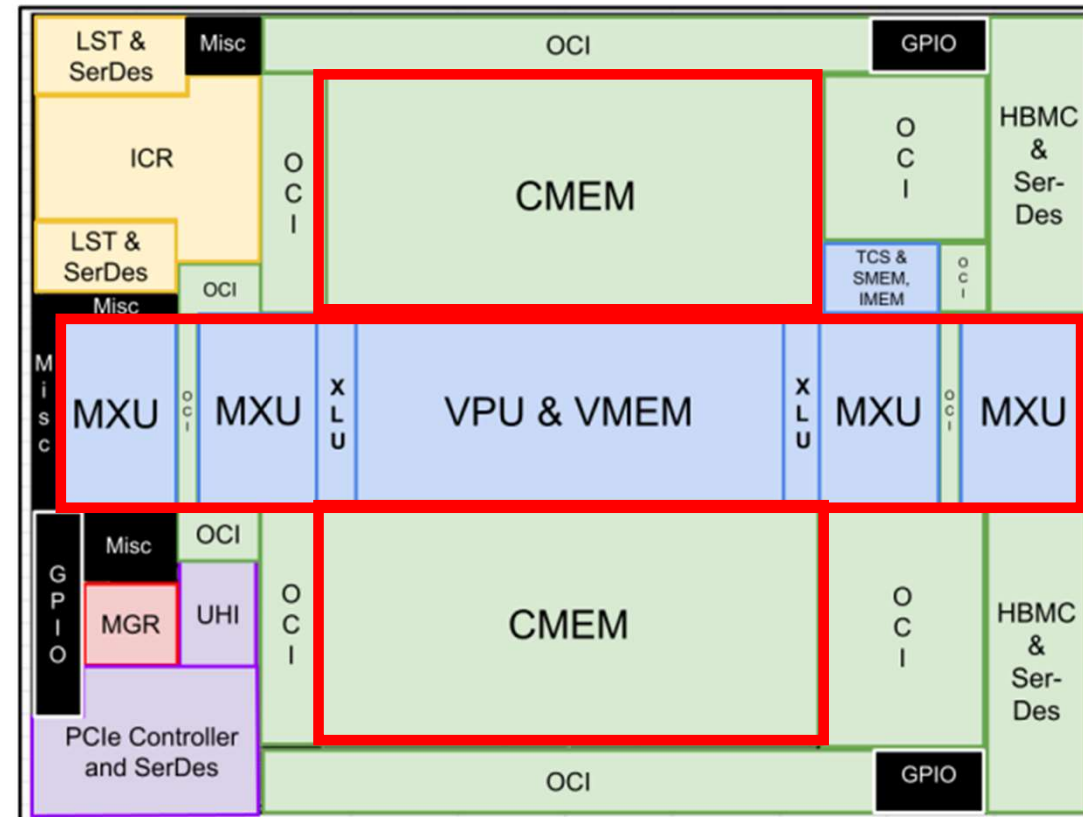 LST &
SerDes
Misc
OCI
GPIO
HBMC
&
Ser-
Des
ICR
O
C
I
CMEM
O
C
I
LST &
SerDes
OCI
TCS &
SMEM,
IMEM
O
C
I
Misc
M
i
s
c
MXU
O
C
I
MXU
X
L
U
VPU & VMEM
X
L
U
MXU
O
C
I
MXU
G
P
I
O
Misc
OCI
MGR
UHI
O
C
I
CMEM
O
C
I
HBMC
&
Ser-
Des
PCIe Controller
and SerDes
OCI
GPIO